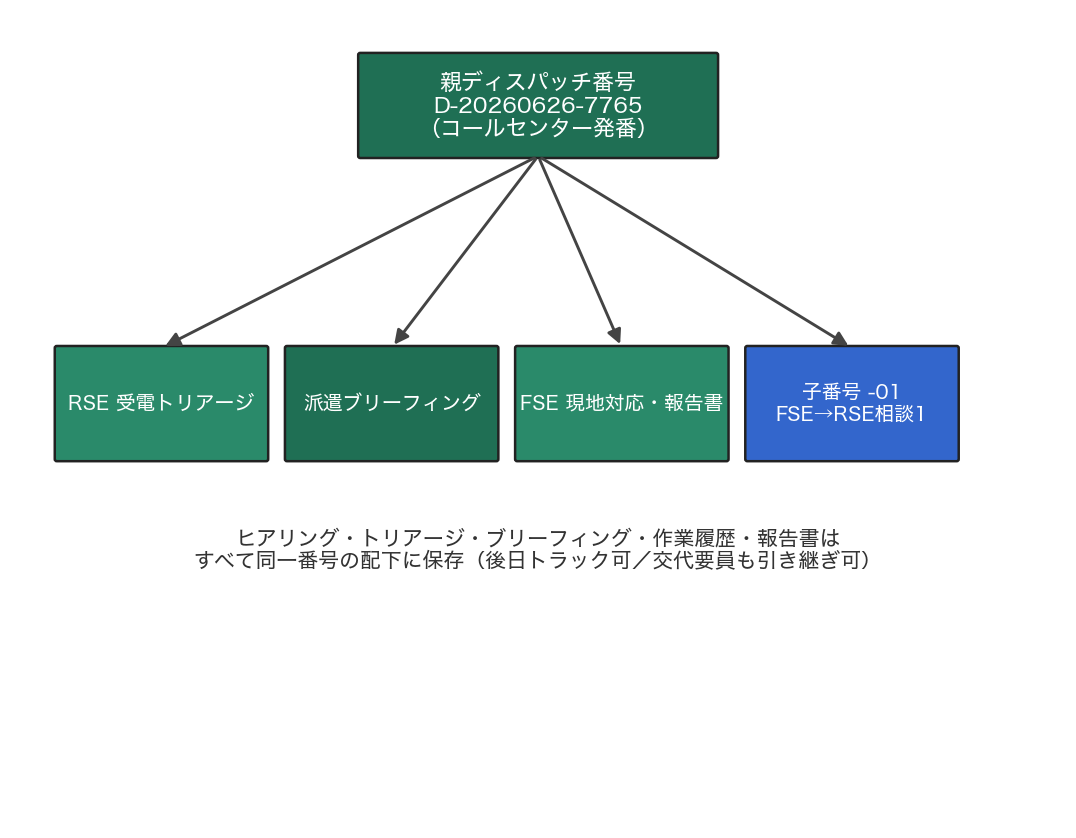 親ディスパッチ番号
D-20260626-7765
（コールセンター発番）
RSE 受電トリアージ
派遣ブリーフィング
FSE 現地対応・報告書
子番号 -01
FSE→RSE相談1
ヒアリング・トリアージ・ブリーフィング・作業履歴・報告書は
すべて同一番号の配下に保存（後日トラック可／交代要員も引き継ぎ可）